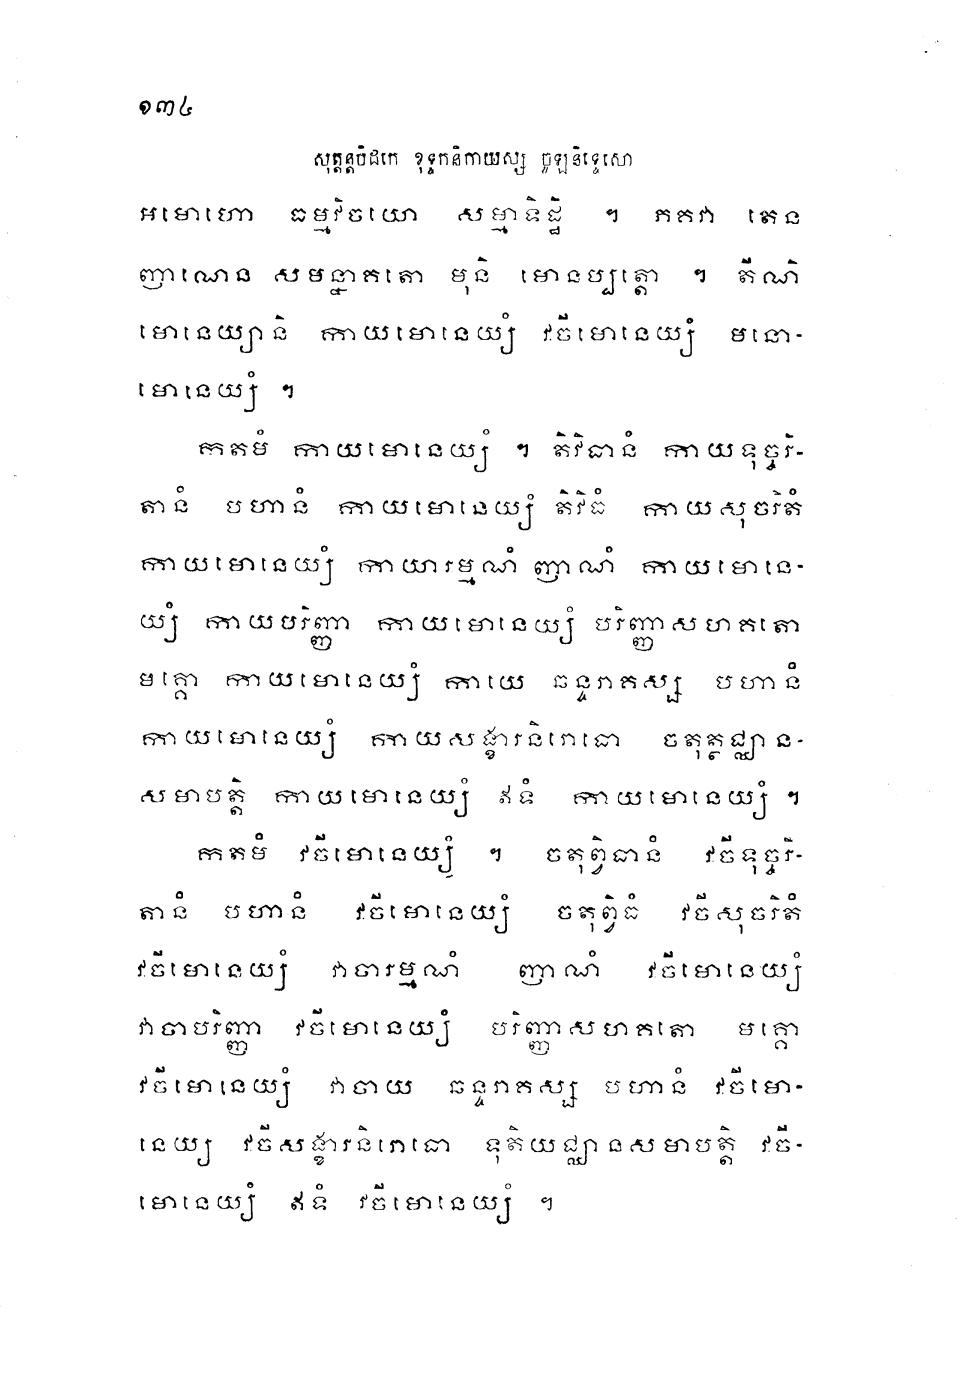 ១៣៤
សុត្តន្តបិដកេ ខុទ្ទកនិកាយស្ស ចូឡនិទ្ទេសោ
អមោហោ ធម្មវិចយោ សម្មាទិដ្ឋិ ។ ភគវា តេន
ញាណេន សមន្នាគតោ មុនិ មោនប្បត្តោ ។ តីណិ
មោនេយ្យានិ កាយមោនេយ្យំ វចីមោនេយ្យំ មនោ-
មោនេយ្យំ ។
កតមំ កាយមោនេយ្យំ ។ តិវិធានំ កាយទុច្ចរិ-
តានំ បហានំ កាយមោនេយ្យំ តិវិធំ កាយសុចរិតំ
កាយមោនេយ្យំ កាយារម្មណំ ញាណំ កាយមោនេ-
យ្យំ កាយបរិញ្ញា កាយមោនេយ្យំ បរិញ្ញាសហគតោ
មគ្គោ កាយមោនេយ្យំ កាយេ ឆន្ទរាគស្ស បហានំ
កាយមោនេយ្យំ កាយសង្ខារនិរោធោ ចតុត្ថជ្ឈាន-
សមាបត្តិ កាយមោនេយ្យំ ឥទំ កាយមោនេយ្យំ ។
កតមំ វចីមោនេយ្យំ ។ ចតុព្វិធានំ វចីទុច្ចរិ-
តានំ បហានំ វចីមោនេយ្យំ ចតុព្វិធំ វចីសុចរិតំ
វចីមោនេយ្យំ វាចារម្មណំ ញាណំ វចីមោនេយ្យំ
វាចាបរិញ្ញា វចីមោនេយ្យំ បរិញ្ញាសហគតោ មគ្គោ
វចីមោនេយ្យំ វាចាយ ឆន្ទរាគស្ស បហានំ វចីមោ-
នេយ្យ វចីសង្ខារនិរោធោ ទុតិយជ្ឈានសមាបត្តិ វចី-
មោនេយ្យំ ឥទំ វចីមោនេយ្យំ ។